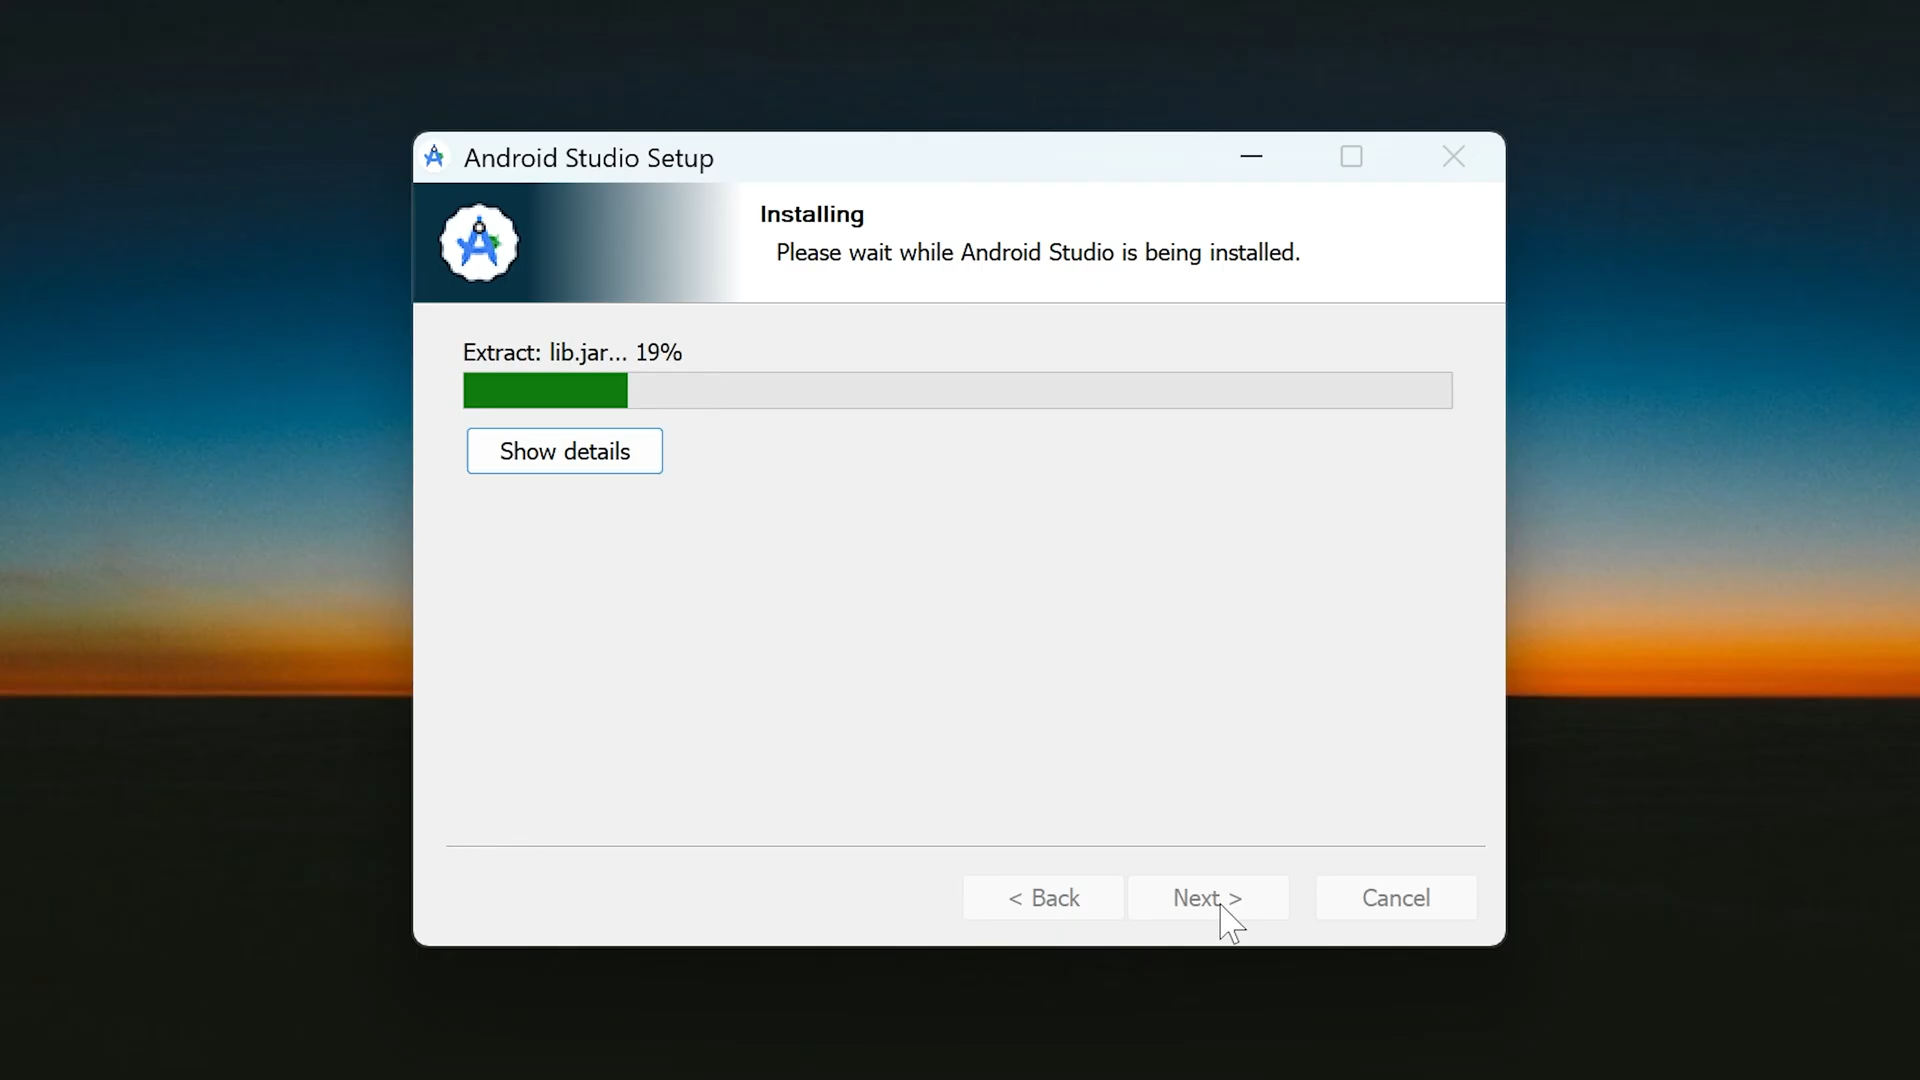 Android Studio Setup
Installing
Please wait while Android Studio is being installed.
Extract: lib.jar... 19%
Show details
< Back
Next >
Cancel